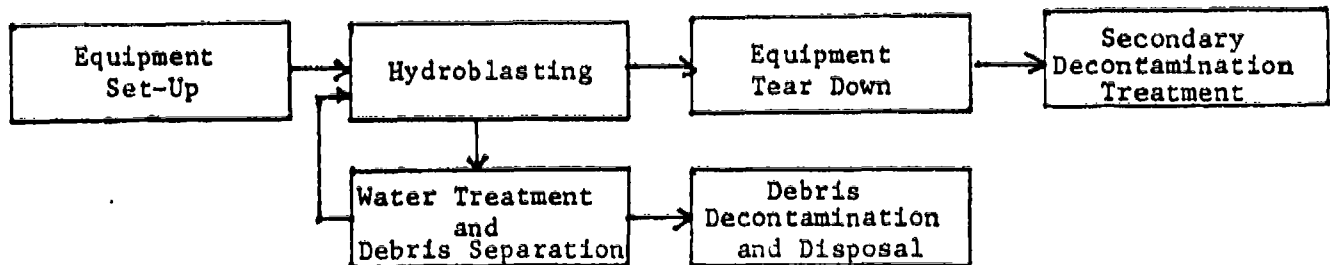 Equipment
Set-Up
Hydroblasting
Equipment
Tear Down
Secondary
Decontamination
Treatment
Water Treatment
and
Debris Separation
Debris
Decontamination
and Disposal